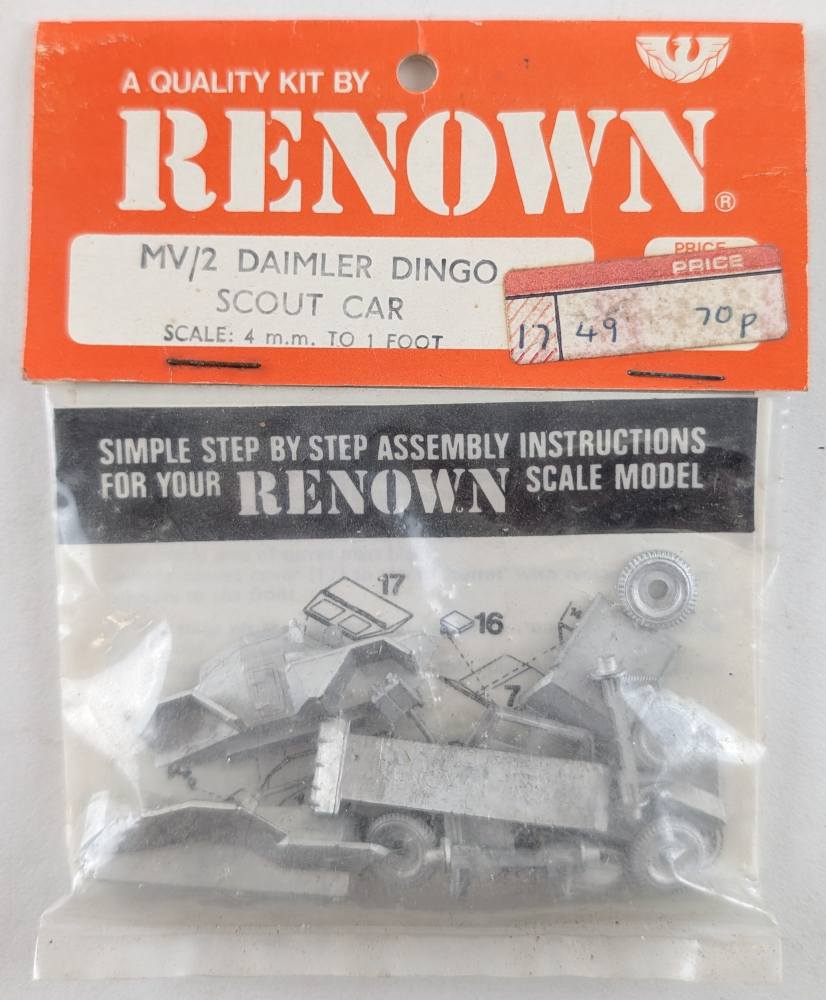 A QUALITY KIT BY
RENOWN ®
MV/2 DAIMLER DINGO
SCOUT CAR
SCALE: 4 m.m. TO 1 FOOT
PRICE
PRICE
17 49 70p
SIMPLE STEP BY STEP ASSEMBLY INSTRUCTIONS
FOR YOUR RENOWN SCALE MODEL
17
16
7